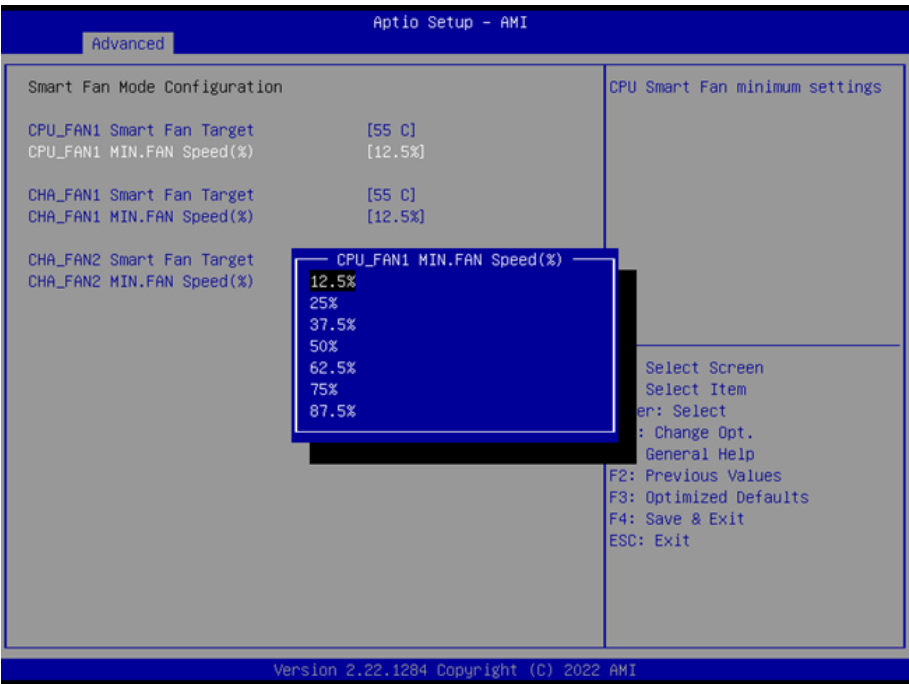 Aptio Setup - AMI
Advanced
Smart Fan Mode Configuration
CPU_FAN1 Smart Fan Target [55 C]
CPU_FAN1 MIN.FAN Speed(%) [12.5%]
CHA_FAN1 Smart Fan Target [55 C]
CHA_FAN1 MIN.FAN Speed(%) [12.5%]
CHA_FAN2 Smart Fan Target
CHA_FAN2 MIN.FAN Speed(%)
CPU_FAN1 MIN.FAN Speed(%)
12.5%
25%
37.5%
50%
62.5%
75%
87.5%
CPU Smart Fan minimum settings
Select Screen
Select Item
er: Select
: Change Opt.
General Help
F2: Previous Values
F3: Optimized Defaults
F4: Save & Exit
ESC: Exit
Version 2.22.1284 Copyright (C) 2022 AMI